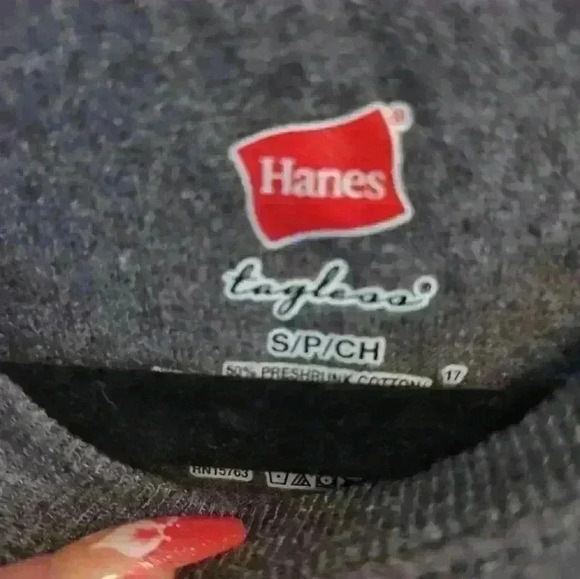 Hanes®
tagless®
S/P/CH
50% PRESHRUNK COTTON/
17
RN15763